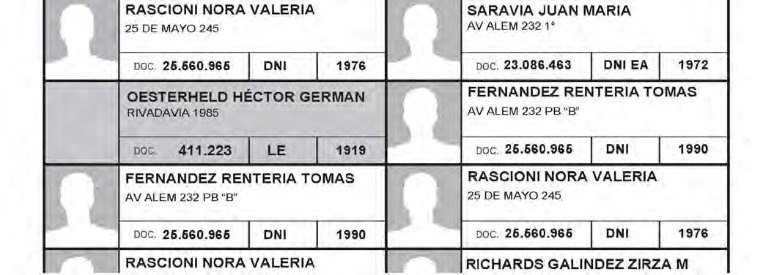 RASCIONI NORA VALERIA
25 DE MAYO 245
DOC. 25.560.965 DNI 1976
OESTERHELD HÉCTOR GERMAN
RIVADAVIA 1985
DOC. 411.223 LE 1919
FERNANDEZ RENTERIA TOMAS
AV ALEM 232 PB "B"
DOC. 25.560.965 DNI 1990
RASCIONI NORA VALERIA
SARAVIA JUAN MARIA
AV ALEM 232 1°
DOC. 23.086.463 DNI EA 1972
FERNANDEZ RENTERIA TOMAS
AV ALEM 232 PB "B"
DOC. 25.560.965 DNI 1990
RASCIONI NORA VALERIA
25 DE MAYO 245
DOC. 25.560.965 DNI 1976
RICHARDS GALINDEZ ZIRZA M